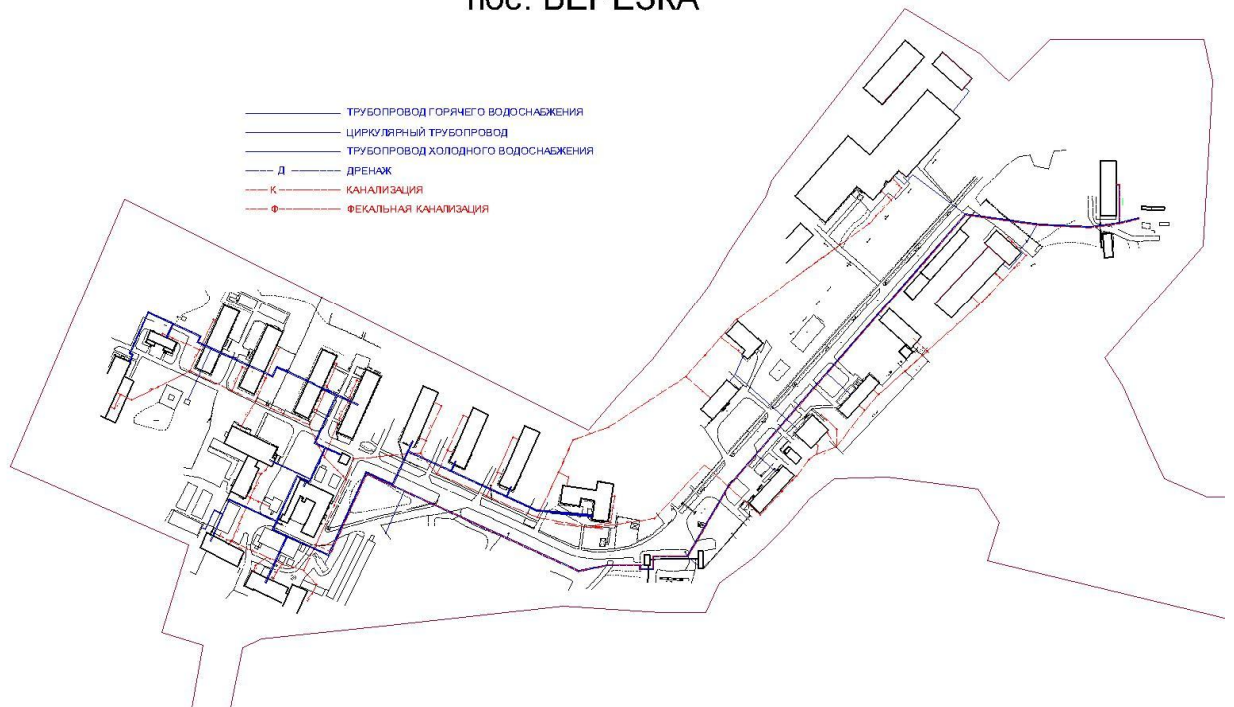 пос. БЕРЕЗКА
ТРУБОПРОВОД ГОРЯЧЕГО ВОДОСНАБЖЕНИЯ
ЦИРКУЛЯРНЫЙ ТРУБОПРОВОД
ТРУБОПРОВОД ХОЛОДНОГО ВОДОСНАБЖЕНИЯ
Д ДРЕНАЖ
К КАНАЛИЗАЦИЯ
Ф ФЕКАЛЬНАЯ КАНАЛИЗАЦИЯ